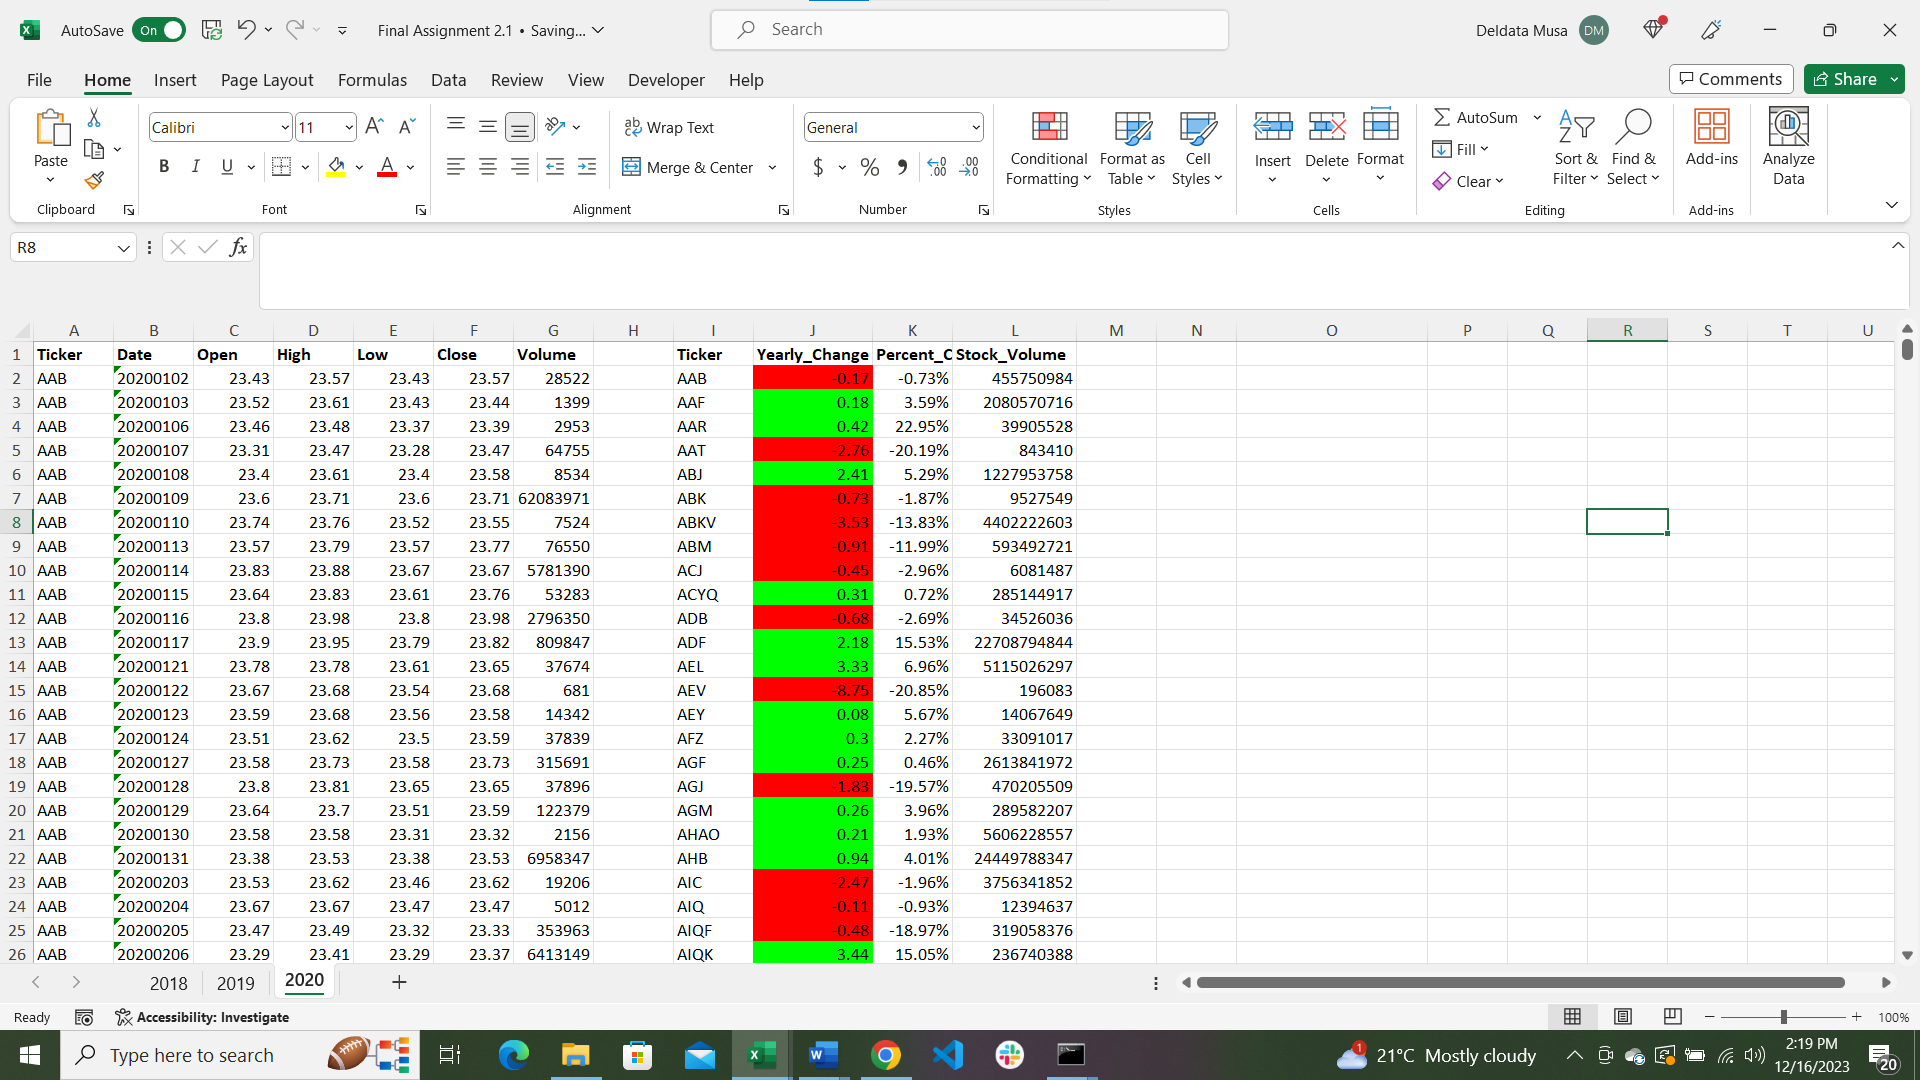 AutoSave On Final Assignment 2.1 • Saving... Search Deldata Musa DM
File Home Insert Page Layout Formulas Data Review View Developer Help Comments Share
Paste Calibri 11 Wrap Text General Conditional Formatting Format as Table Cell Styles Insert Delete Format AutoSum Fill Clear Sort & Filter Find & Select Add-ins Analyze Data
B I U A Merge & Center $ %
Clipboard Font Alignment Number Styles Cells Editing Add-ins
R8 fx
A B C D E F G H I J K L M N O P Q R S T U
1 Ticker Date Open High Low Close Volume Ticker Yearly_Change Percent_C Stock_Volume
2 AAB 20200102 23.43 23.57 23.43 23.57 28522 AAB -0.17 -0.73% 455750984
3 AAB 20200103 23.52 23.61 23.43 23.44 1399 AAF 0.18 3.59% 2080570716
4 AAB 20200106 23.46 23.48 23.37 23.39 2953 AAR 0.42 22.95% 39905528
5 AAB 20200107 23.31 23.47 23.28 23.47 64755 AAT -2.76 -20.19% 843410
6 AAB 20200108 23.4 23.61 23.4 23.58 8534 ABJ 2.41 5.29% 1227953758
7 AAB 20200109 23.6 23.71 23.6 23.71 62083971 ABK -0.73 -1.87% 9527549
8 AAB 20200110 23.74 23.76 23.52 23.55 7524 ABKV -3.53 -13.83% 4402222603
9 AAB 20200113 23.57 23.79 23.57 23.77 76550 ABM -0.91 -11.99% 593492721
10 AAB 20200114 23.83 23.88 23.67 23.67 5781390 ACJ -0.45 -2.96% 6081487
11 AAB 20200115 23.64 23.83 23.61 23.76 53283 ACYQ 0.31 0.72% 285144917
12 AAB 20200116 23.8 23.98 23.8 23.98 2796350 ADB -0.68 -2.69% 34526036
13 AAB 20200117 23.9 23.95 23.79 23.82 809847 ADF 2.18 15.53% 22708794844
14 AAB 20200121 23.78 23.78 23.61 23.65 37674 AEL 3.33 6.96% 5115026297
15 AAB 20200122 23.67 23.68 23.54 23.68 681 AEV -8.75 -20.85% 196083
16 AAB 20200123 23.59 23.68 23.56 23.58 14342 AEY 0.08 5.67% 14067649
17 AAB 20200124 23.51 23.62 23.5 23.59 37839 AFZ 0.3 2.27% 33091017
18 AAB 20200127 23.58 23.73 23.58 23.73 315691 AGF 0.25 0.46% 2613841972
19 AAB 20200128 23.8 23.81 23.65 23.65 37896 AGJ -1.83 -19.57% 470205509
20 AAB 20200129 23.64 23.7 23.51 23.59 122379 AGM 0.26 3.96% 289582207
21 AAB 20200130 23.58 23.58 23.31 23.32 2156 AHAO 0.21 1.93% 5606228557
22 AAB 20200131 23.38 23.53 23.38 23.53 6958347 AHB 0.94 4.01% 24449788347
23 AAB 20200203 23.53 23.62 23.46 23.62 19206 AIC -2.47 -1.96% 3756341852
24 AAB 20200204 23.67 23.67 23.47 23.47 5012 AIQ -0.11 -0.93% 12394637
25 AAB 20200205 23.47 23.49 23.32 23.33 353963 AIQF -0.48 -18.97% 319058376
26 AAB 20200206 23.29 23.41 23.29 23.37 6413149 AIQK 3.44 15.05% 236740388
2018 2019 2020
Ready Accessibility: Investigate 100%
Type here to search 1 21°C Mostly cloudy 2:19 PM 12/16/2023 20